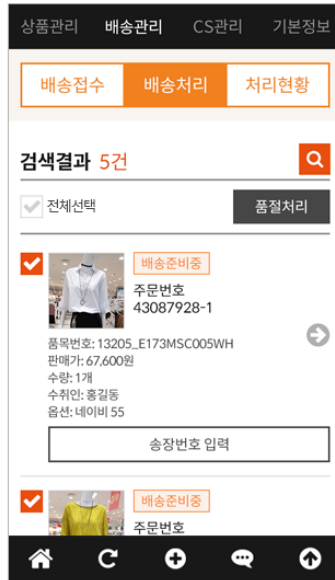 상품관리 배송관리 CS관리 기본정보
배송접수 배송처리 처리현황
검색결과 5건
전체선택 품절처리
배송준비중
주문번호
43087928-1
품목번호: 13205_E173MSC005WH
판매가: 67,600원
수량: 1개
수취인: 홍길동
옵션: 네이비 55
송장번호 입력
배송준비중
주문번호